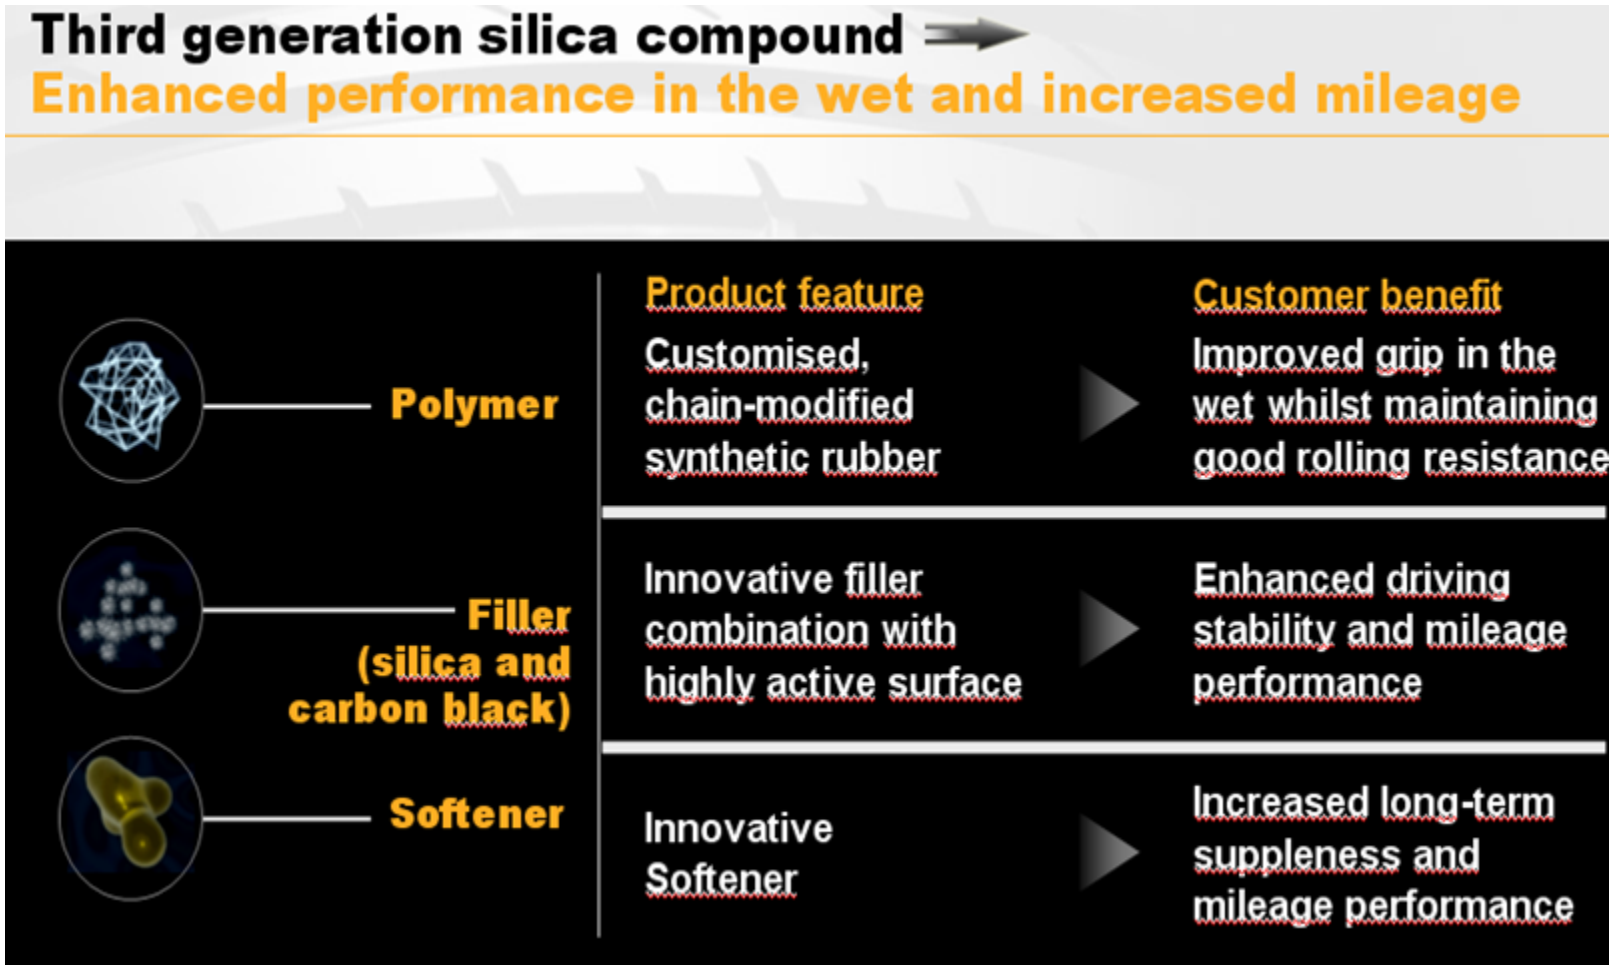 Third generation silica compound
Enhanced performance in the wet and increased mileage
Product feature
Customer benefit
Polymer
Customised,
chain-modified
synthetic rubber
Improved grip in the
wet whilst maintaining
good rolling resistance
Filler
(silica and
carbon black)
Innovative filler
combination with
highly active surface
Enhanced driving
stability and mileage
performance
Softener
Innovative
Softener
Increased long-term
suppleness and
mileage performance